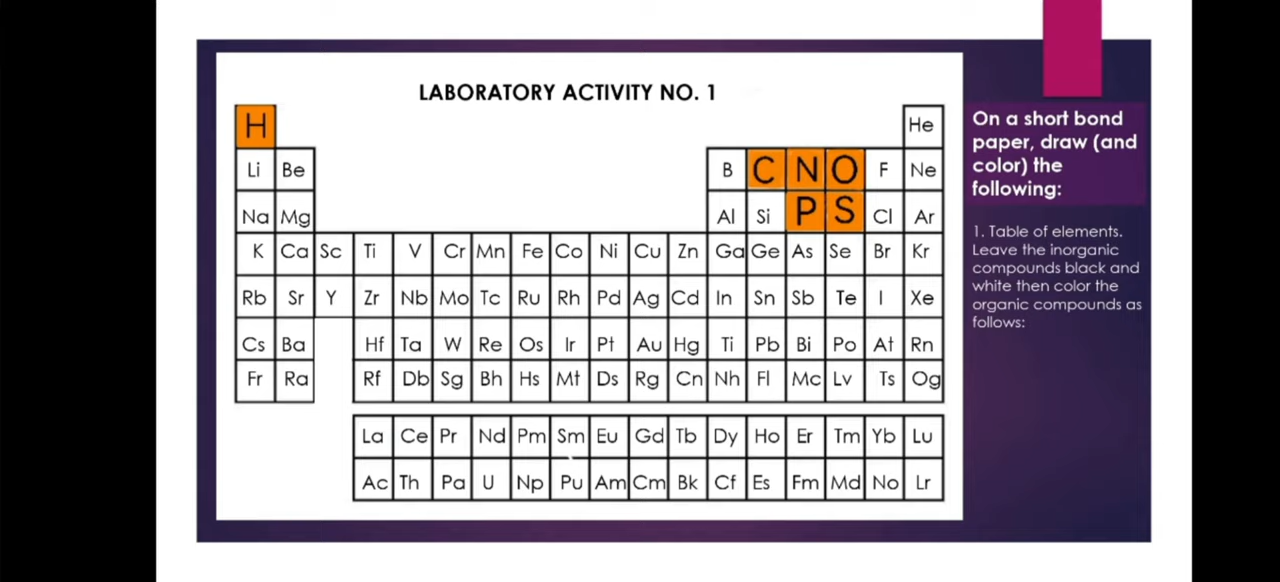 LABORATORY ACTIVITY NO. 1
H He
Li Be B C N O F Ne
Na Mg Al Si P S Cl Ar
K Ca Sc Ti V Cr Mn Fe Co Ni Cu Zn Ga Ge As Se Br Kr
Rb Sr Y Zr Nb Mo Tc Ru Rh Pd Ag Cd In Sn Sb Te I Xe
Cs Ba Hf Ta W Re Os Ir Pt Au Hg Ti Pb Bi Po At Rn
Fr Ra Rf Db Sg Bh Hs Mt Ds Rg Cn Nh Fl Mc Lv Ts Og
La Ce Pr Nd Pm Sm Eu Gd Tb Dy Ho Er Tm Yb Lu
Ac Th Pa U Np Pu Am Cm Bk Cf Es Fm Md No Lr
On a short bond
paper, draw (and
color) the
following:
1. Table of elements.
Leave the inorganic
compounds black and
white then color the
organic compounds as
follows: